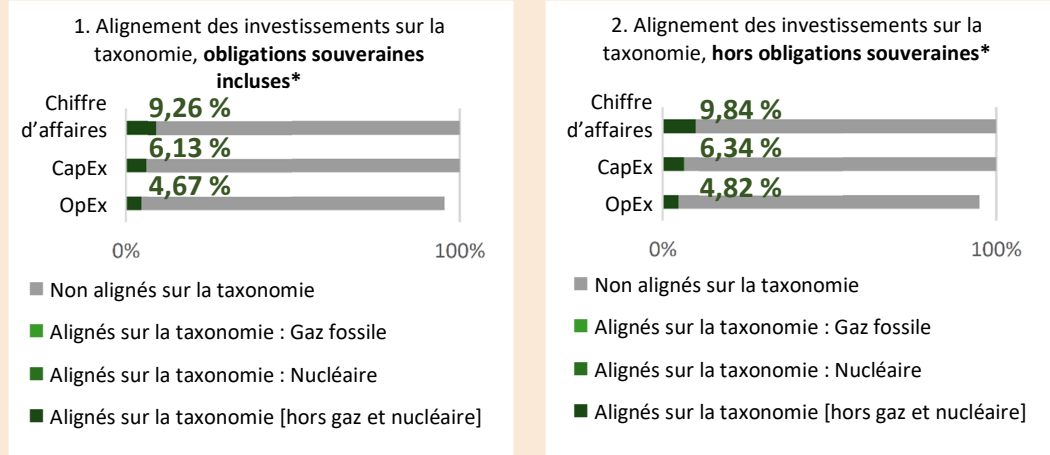 1. Alignement des investissements sur la
taxonomie, obligations souveraines
incluses*
Chiffre
d’affaires
9,26 %
CapEx
6,13 %
OpEx
4,67 %
0%
100%
Non alignés sur la taxonomie
Alignés sur la taxonomie : Gaz fossile
Alignés sur la taxonomie : Nucléaire
Alignés sur la taxonomie [hors gaz et nucléaire]
2. Alignement des investissements sur la
taxonomie, hors obligations souveraines*
Chiffre
d’affaires
9,84 %
CapEx
6,34 %
OpEx
4,82 %
0%
100%
Non alignés sur la taxonomie
Alignés sur la taxonomie : Gaz fossile
Alignés sur la taxonomie : Nucléaire
Alignés sur la taxonomie [hors gaz et nucléaire]